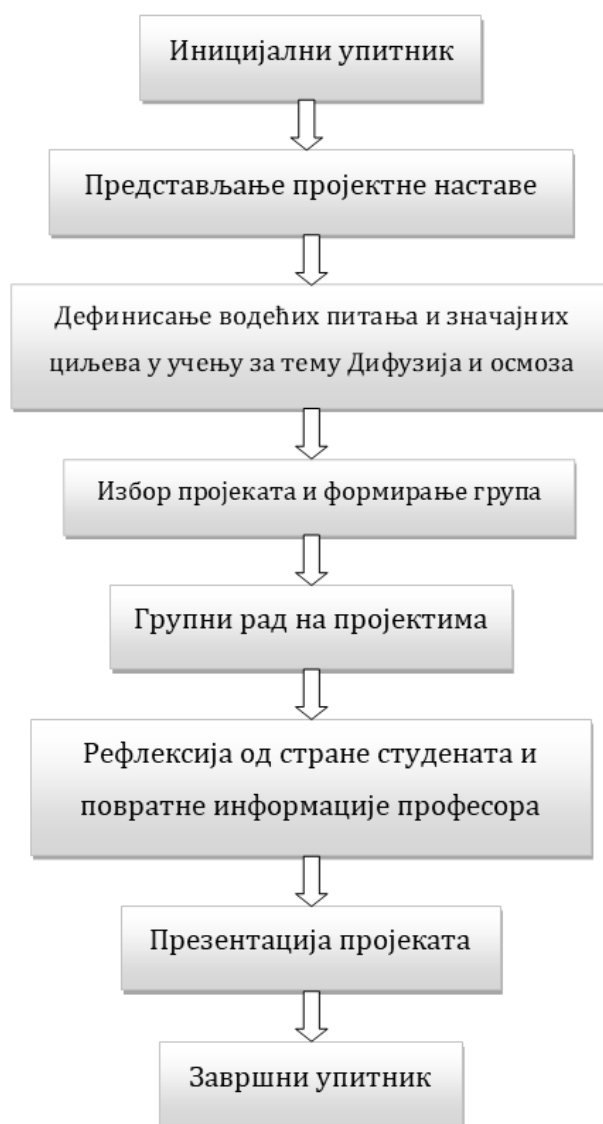 Иницијални упитник
Представљање пројектне наставе
Дефинисање водећих питања и значајних
циљева у учењу за тему Дифузија и осмоза
Избор пројеката и формирање група
Групни рад на пројектима
Рефлексија од стране студената и
повратне информације професора
Презентација пројеката
Завршни упитник